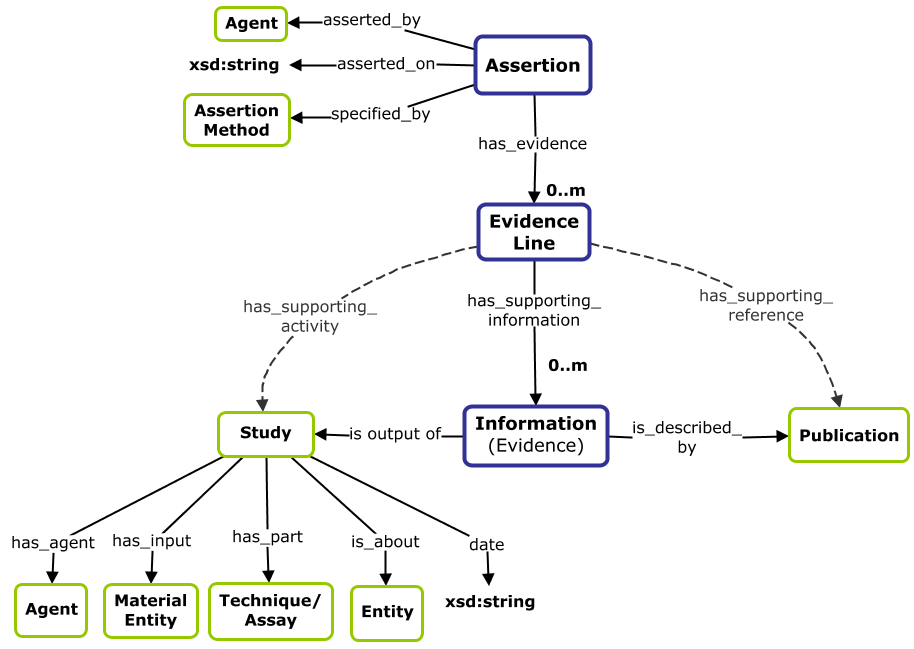 Agent
asserted_by
Assertion
xsd:string
asserted_on
Assertion
Method
specified_by
has_evidence
0..m
Evidence
Line
has_supporting_
activity
has_supporting_
information
has_supporting_
reference
0..m
Study
is output of
Information
(Evidence)
is_described_
by
Publication
has_agent
has_input
has_part
is_about
date
Agent
Material
Entity
Technique/
Assay
Entity
xsd:string